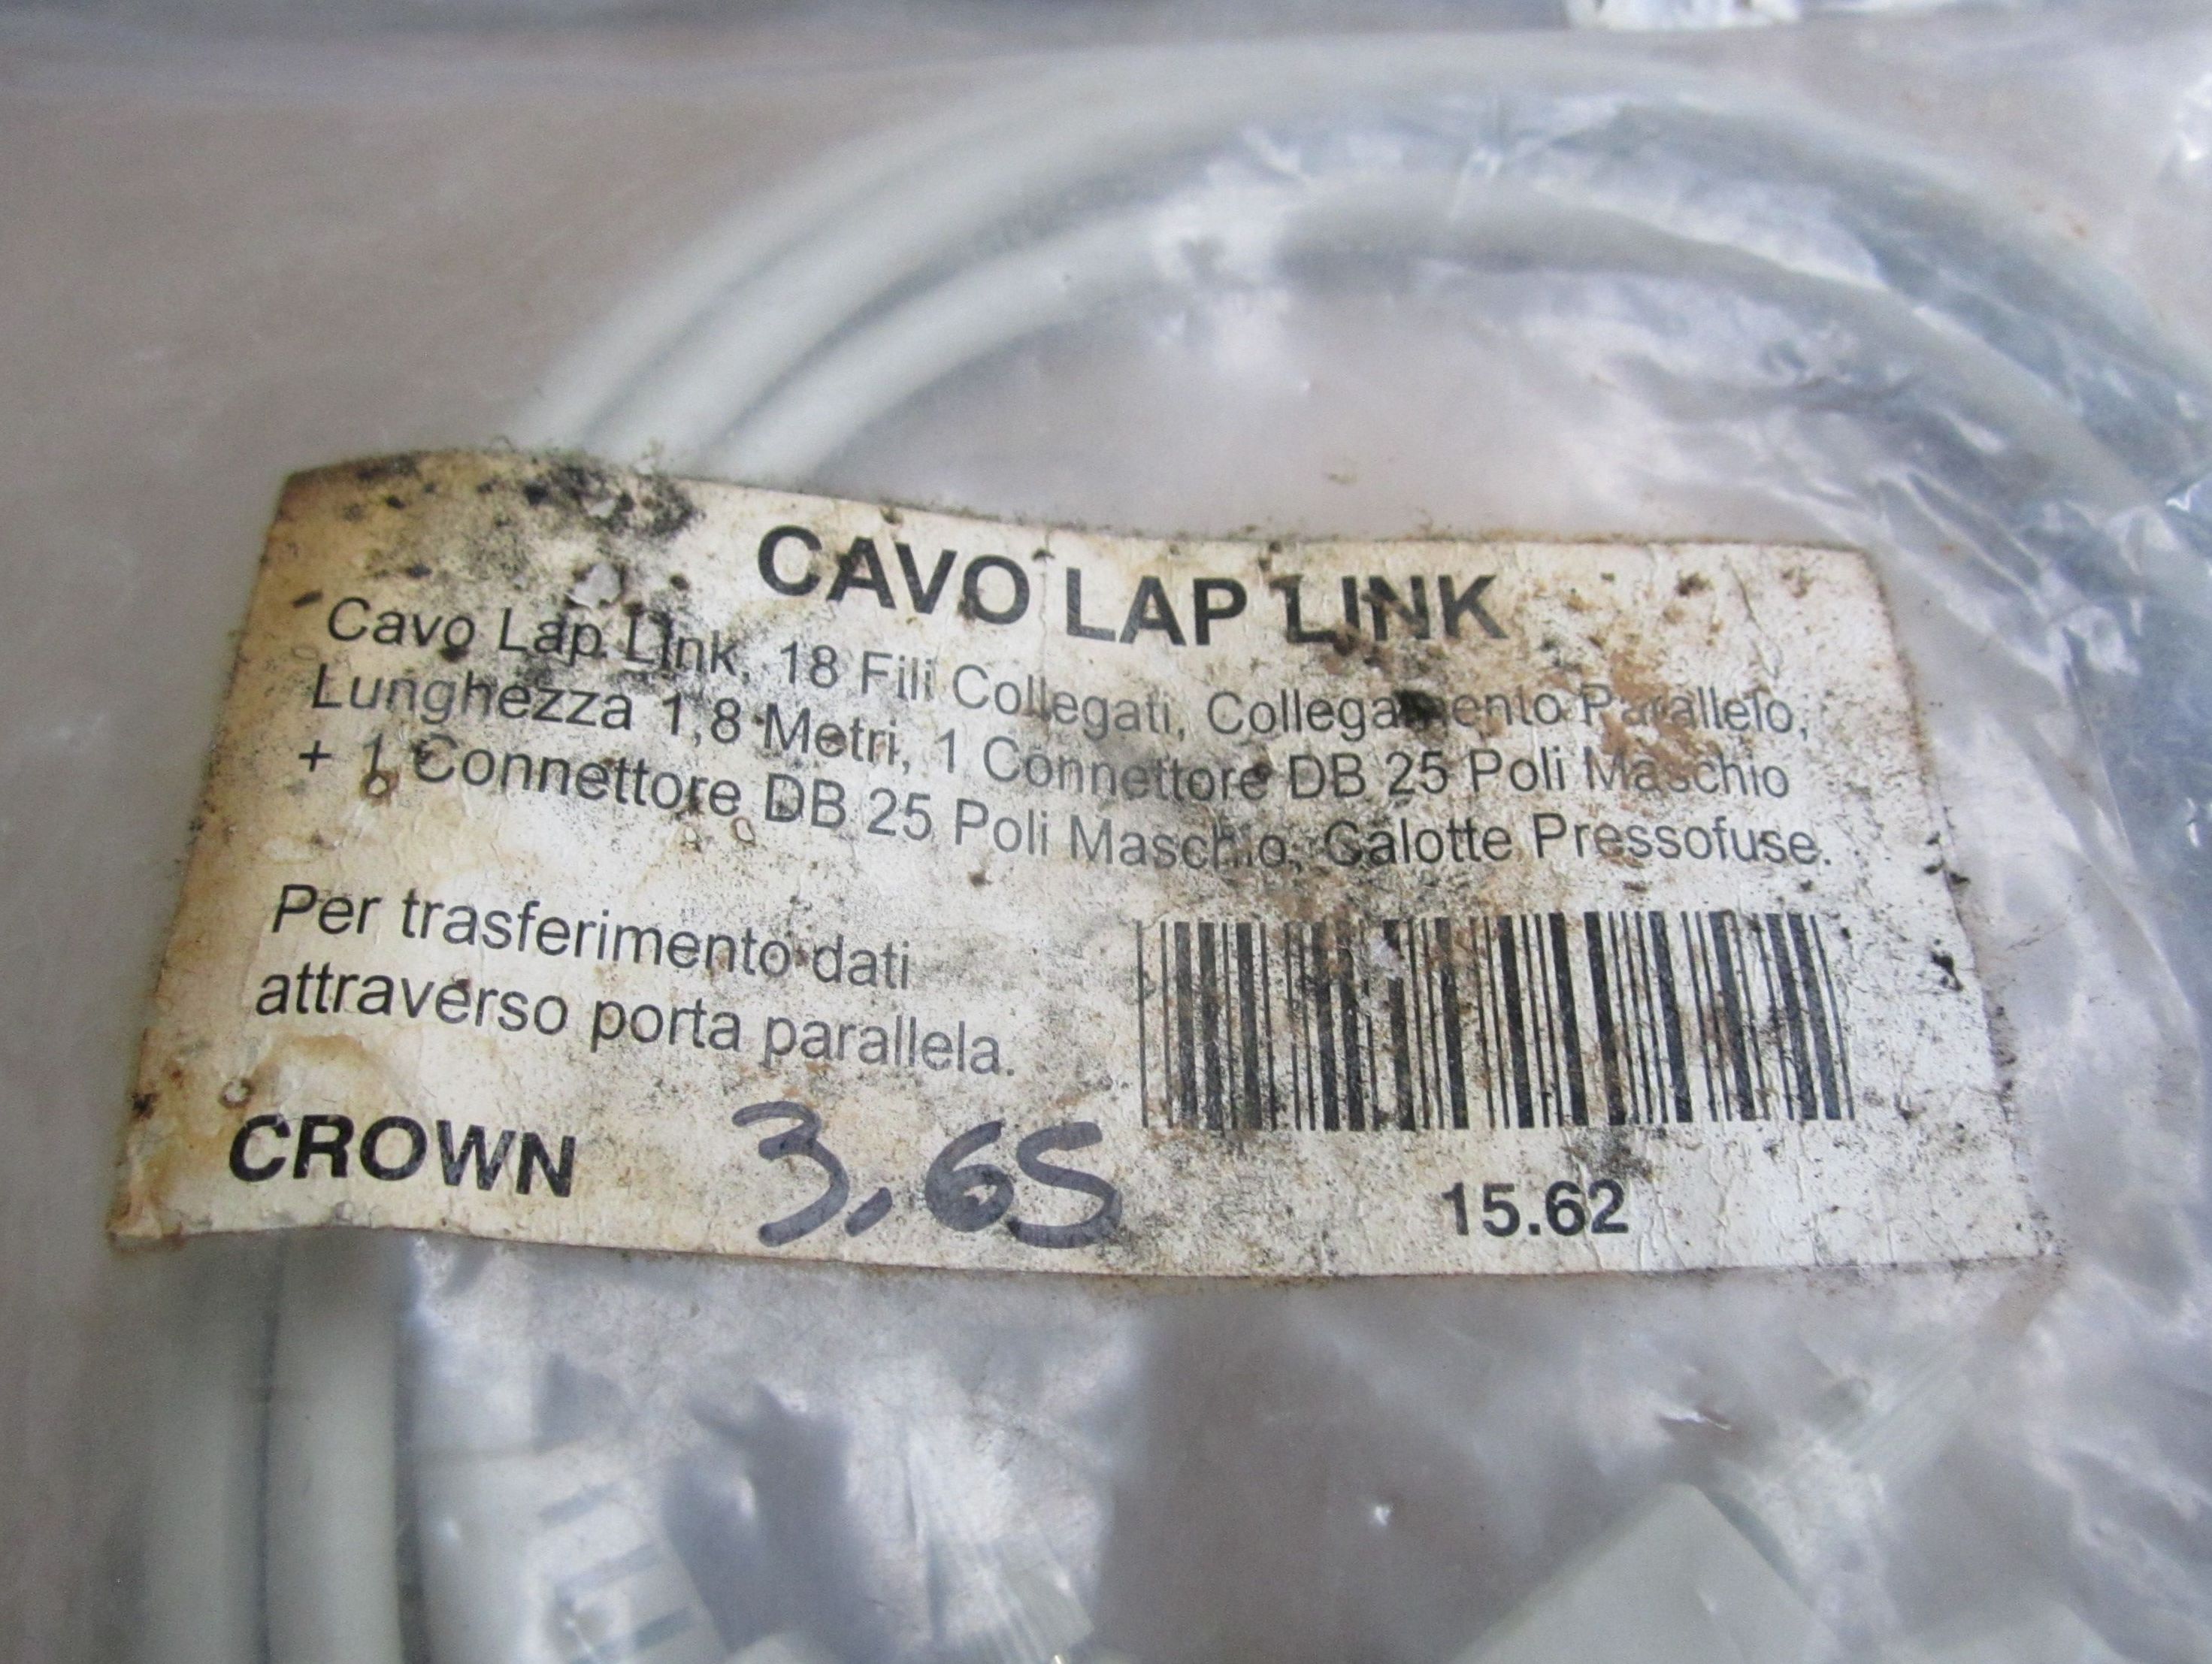 CAVO LAP LINK
Cavo Lap Link, 18 Fili Collegati, Collegamento Parallelo,
Lunghezza 1,8 Metri, 1 Connettore DB 25 Poli Maschio
+ 1 Connettore DB 25 Poli Maschio, Calotte Pressofuse.
Per trasferimento dati
attraverso porta parallela.
CROWN 3,65 15.62